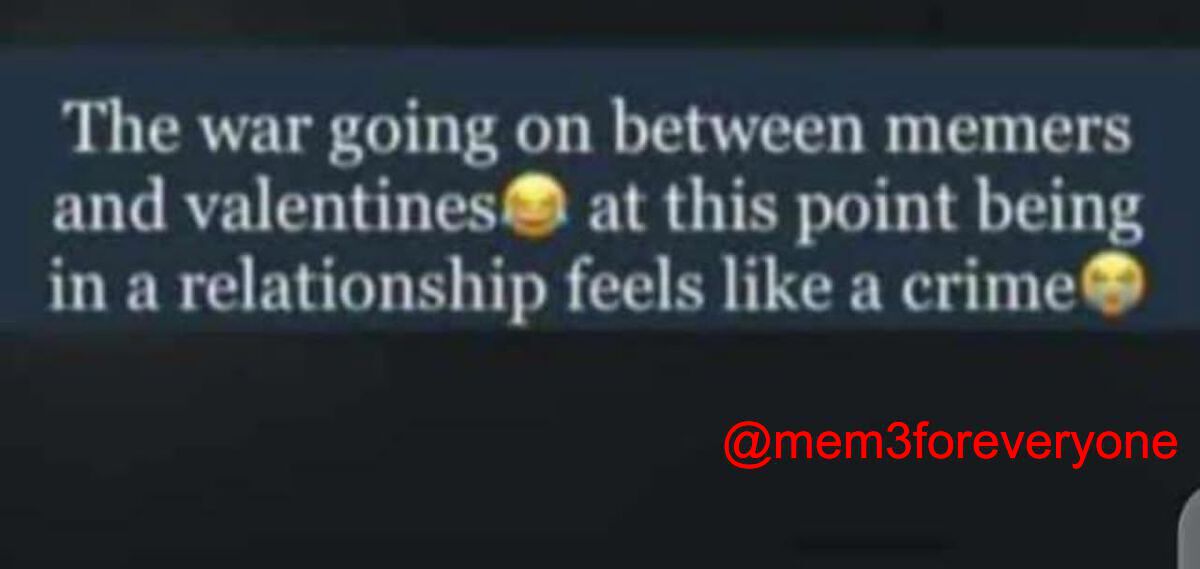 The war going on between memers
and valentines😂 at this point being
in a relationship feels like a crime😭
@mem3foreveryone